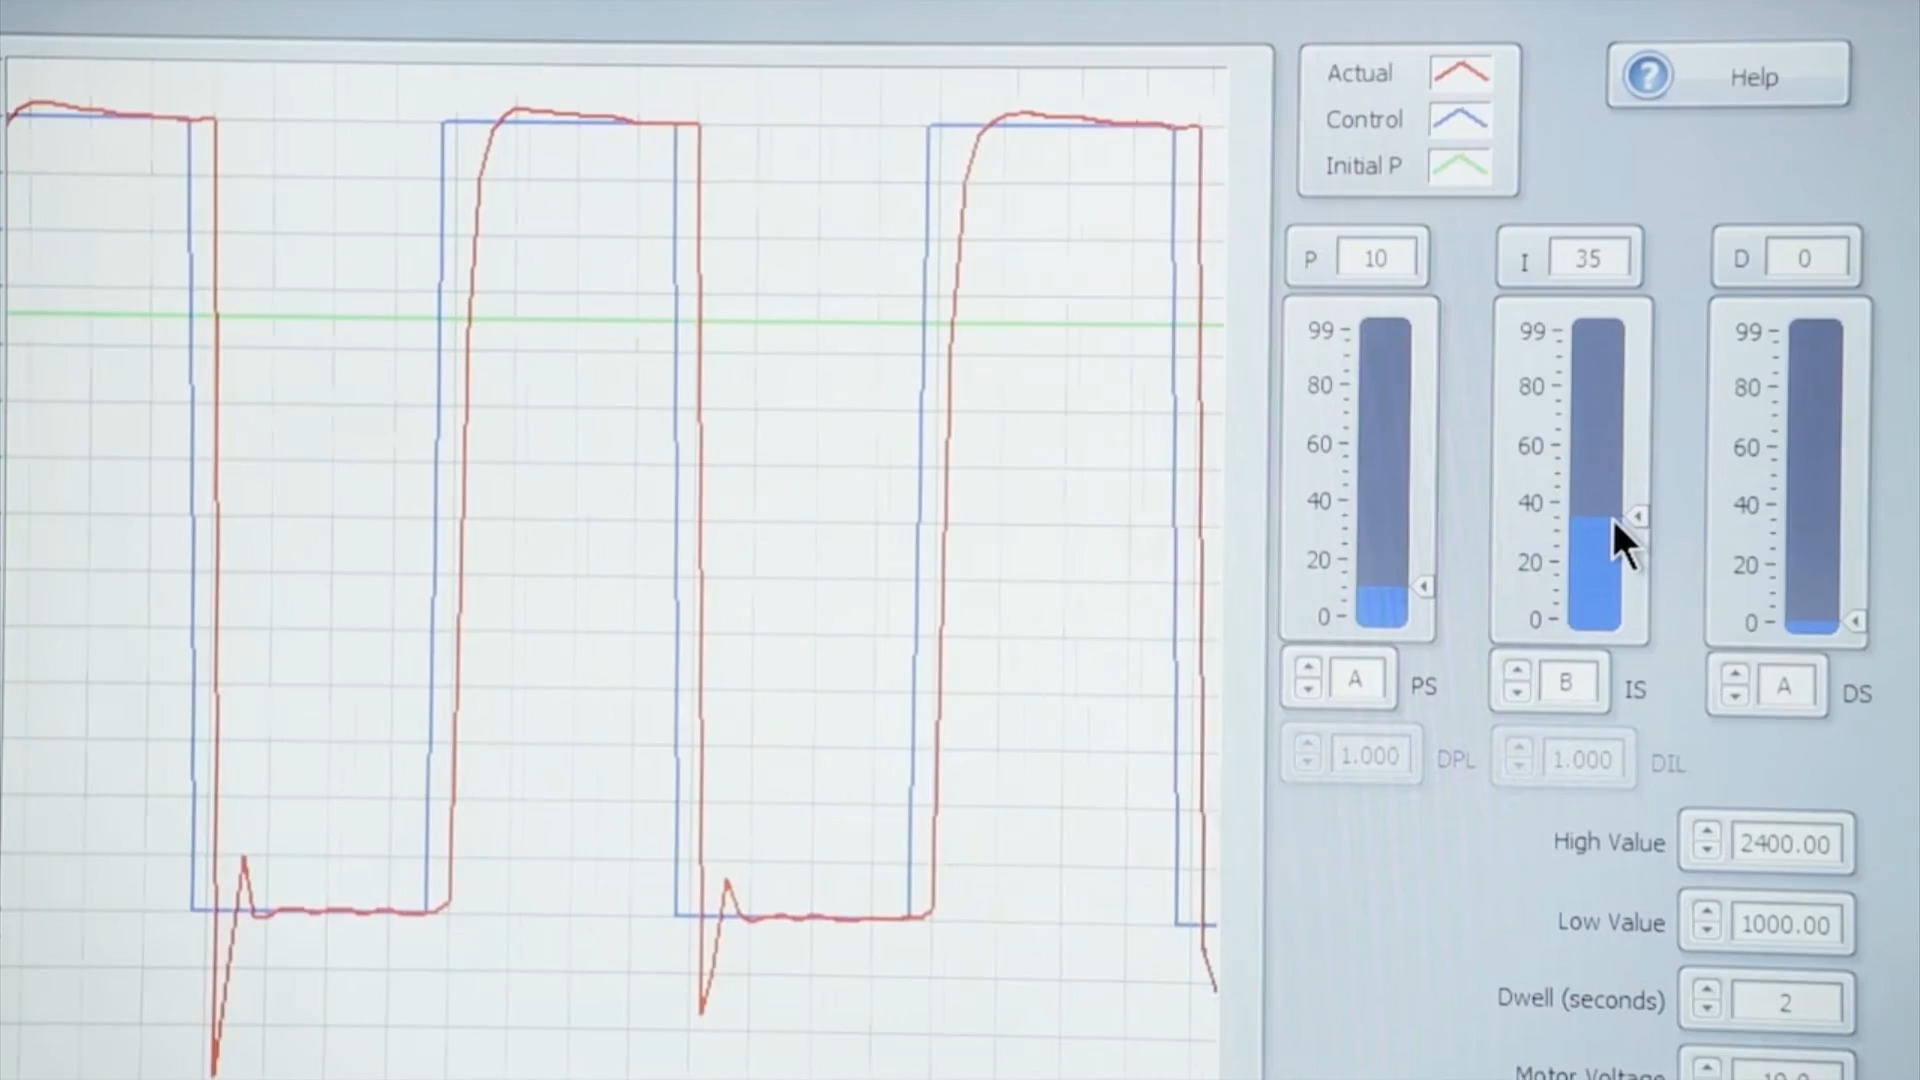 Actual
Control
Initial P
? Help
P 10
I 35
D 0
99
80
60
40
20
0
99
80
60
40
20
0
99
80
60
40
20
0
A PS
B IS
A DS
1.000 DPL
1.000 DIL
High Value 2400.00
Low Value 1000.00
Dwell (seconds) 2
Motor Voltage